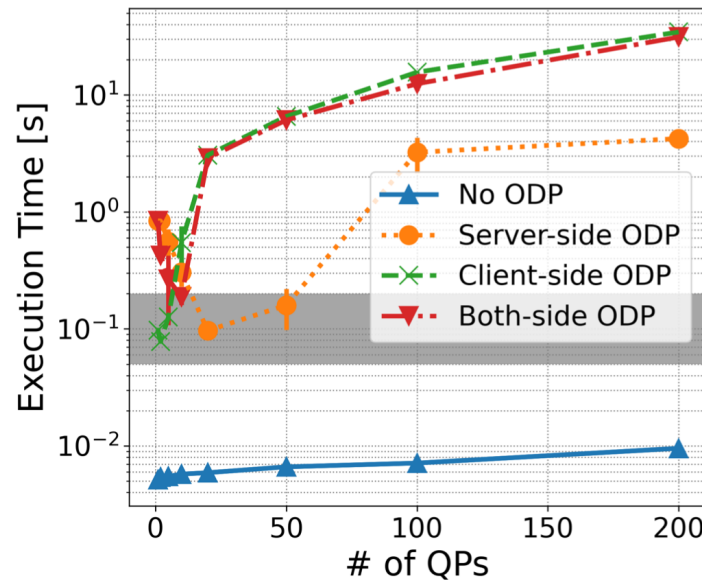 Execution Time [s]
10^1
10^0
10^-1
10^-2
No ODP
Server-side ODP
Client-side ODP
Both-side ODP
0 50 100 150 200
# of QPs